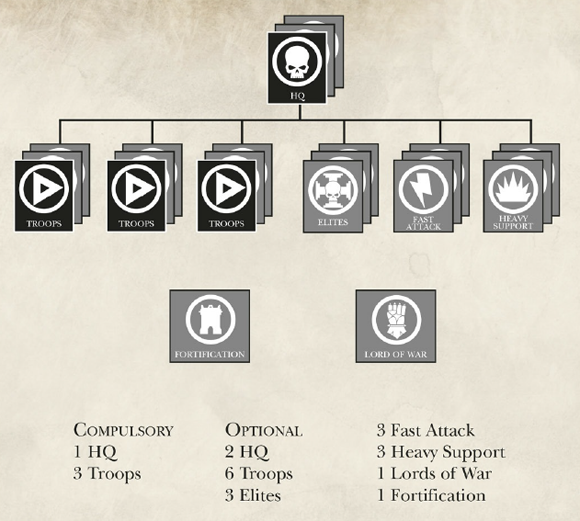 HQ
TROOPS
TROOPS
TROOPS
ELITES
FAST
ATTACK
HEAVY
SUPPORT
FORTIFICATION
LORD OF WAR
COMPULSORY
1 HQ
3 Troops
OPTIONAL
2 HQ
6 Troops
3 Elites
3 Fast Attack
3 Heavy Support
1 Lords of War
1 Fortification